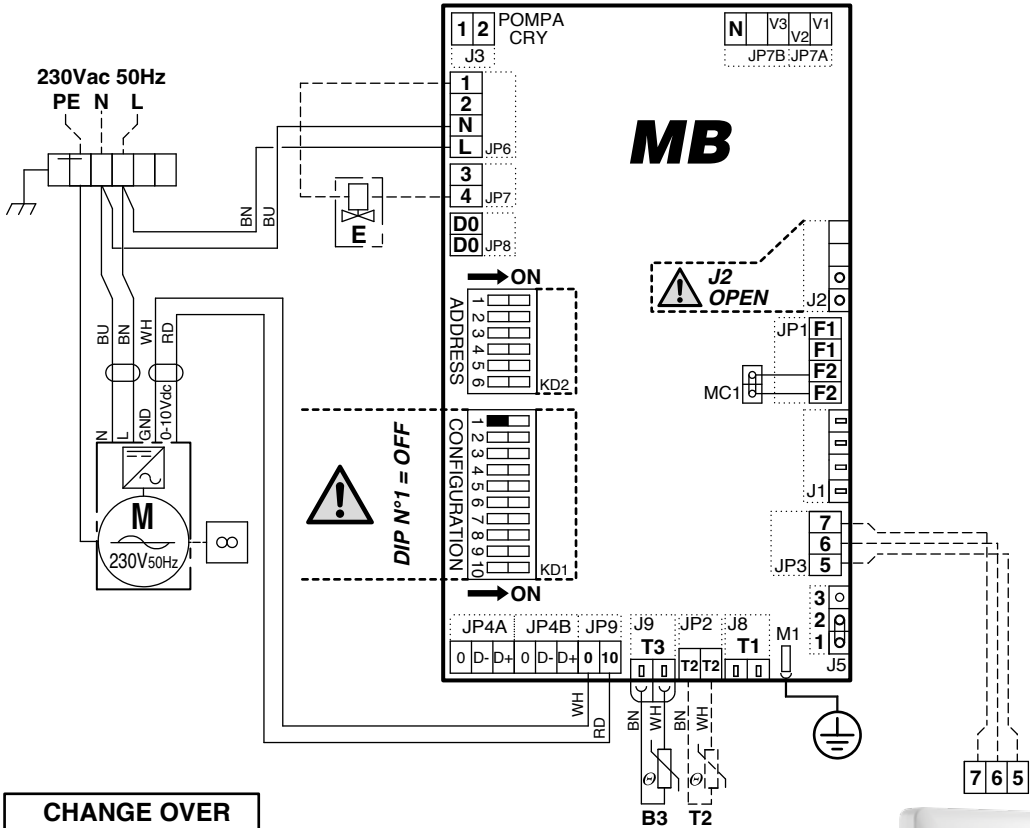 1 2 POMPA
CRY
J3
N V3 V2 V1
JP7B JP7A
230Vac 50Hz
PE N L
1
2
N
L JP6
3
4 JP7
D0
D0 JP8
MB
E
BN
BU
ON
ADDRESS
1
2
3
4
5
6
KD2
J2
OPEN
J2
JP1 F1
F1
F2
F2
MC1
BU
BN
WH
RD
N
L
GND
0-10Vdc
M
230V50Hz
8
DIP N°1 = OFF
CONFIGURATION
1
2
3
4
5
6
7
8
9
10
KD1
ON
J1
7
6
5
JP3
3
2
1
J5
JP4A JP4B JP9 J9 JP2 J8 M1
T3 T1
0 D- D+ 0 D- D+ 0 10 T2 T2
WH
RD
BN
WH
BN
WH
Θ Θ
B3 T2
7 6 5
CHANGE OVER